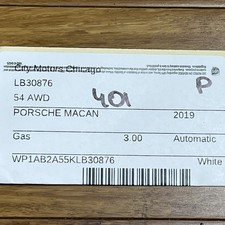 City Motors Chicago
LB30876 P
54 AWD 401
PORSCHE MACAN 2019
Gas 3.00 Automatic
WP1AB2A55KLB30876 White